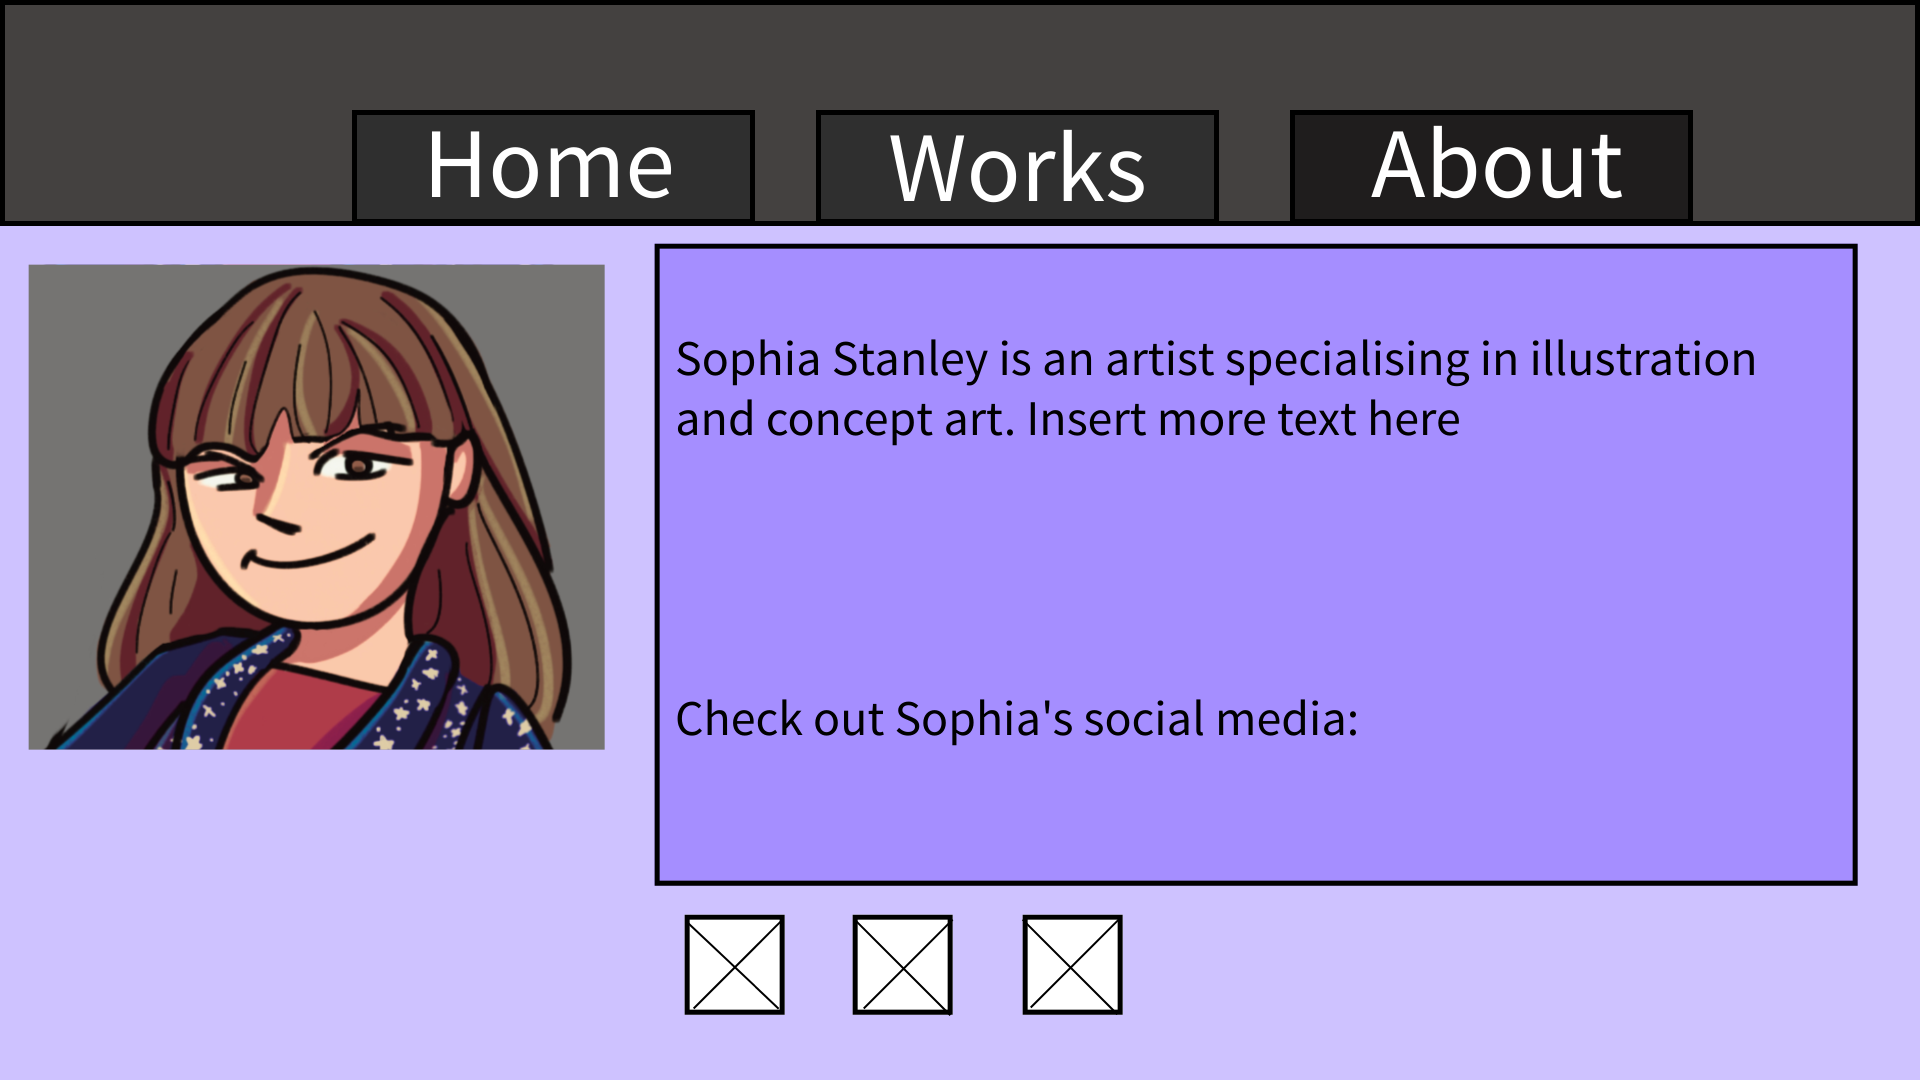 Home
Works
About
Sophia Stanley is an artist specialising in illustration
and concept art. Insert more text here
Check out Sophia's social media: